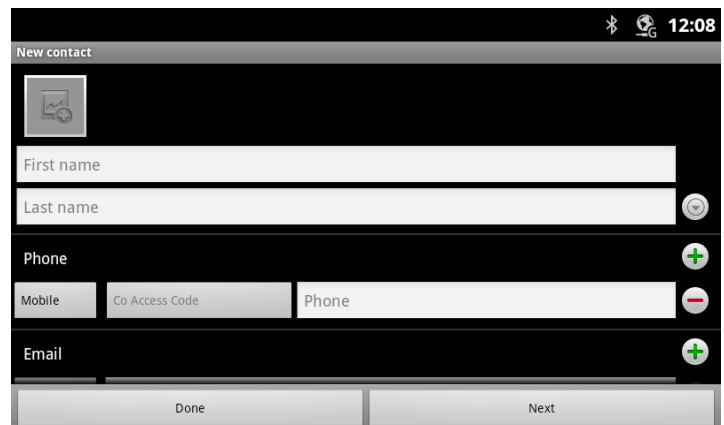 G 12:08
New contact
First name
Last name
Phone
Mobile Co Access Code Phone
Email
Done Next